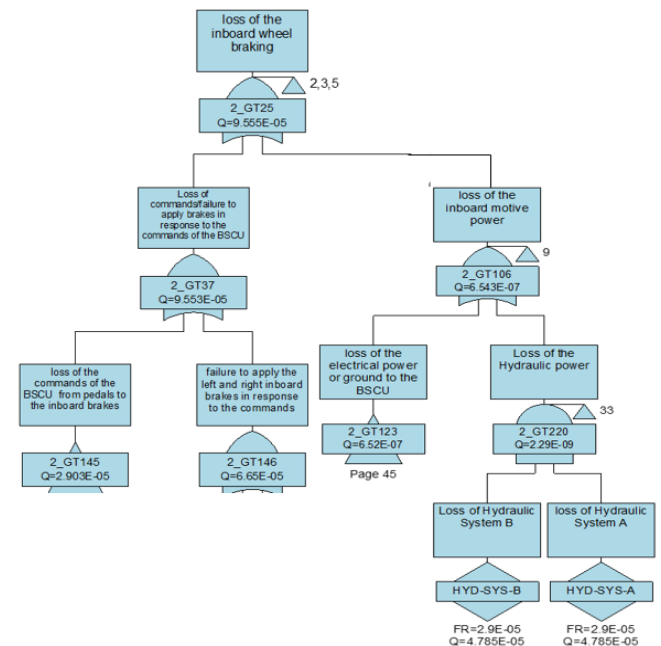 loss of the
inboard wheel
braking
2,3,5
2_GT25
Q=9.555E-05
Loss of
commands/failure to
apply brakes in
response to the
commands of the BSCU
loss of the
inboard motive
power
9
2_GT37
Q=9.553E-05
2_GT106
Q=6.543E-07
loss of the
commands of the
BSCU from pedals to
the inboard brakes
failure to apply the
left and right inboard
brakes in response
to the commands
loss of the
electrical power
or ground to the
BSCU
Loss of the
Hydraulic power
33
2_GT145
Q=2.903E-05
2_GT146
Q=6.65E-05
2_GT123
Q=6.52E-07
Page 45
2_GT220
Q=2.29E-09
Loss of Hydraulic
System B
loss of Hydraulic
System A
HYD-SYS-B
HYD-SYS-A
FR=2.9E-05
Q=4.785E-05
FR=2.9E-05
Q=4.785E-05